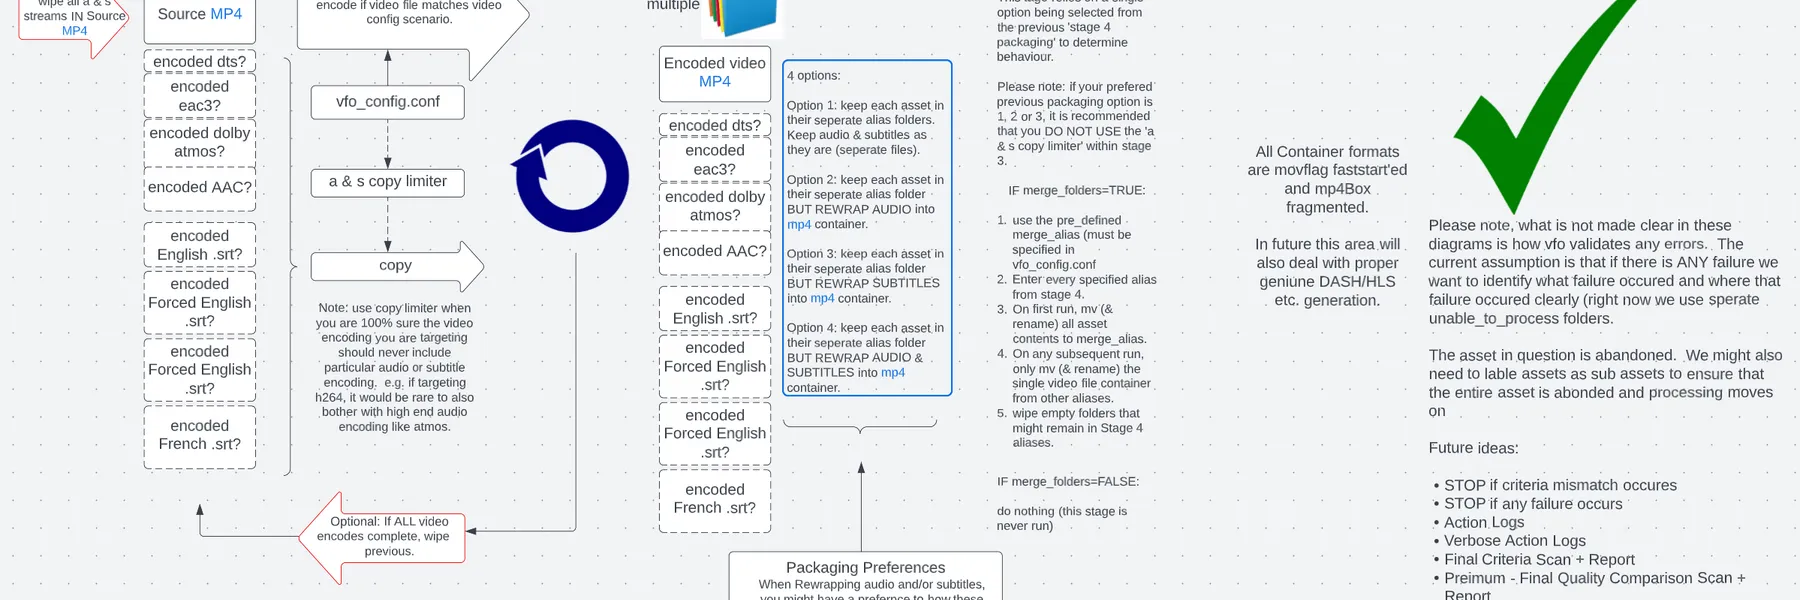 wipe all a & s
streams IN Source
MP4
Source MP4
encoded dts?
encoded
eac3?
encoded dolby
atmos?
encoded AAC?
encoded
English .srt?
encoded
Forced English
.srt?
encoded
Forced English
.srt?
encoded
French .srt?
encode if video file matches video
config scenario.
vfo_config.conf
a & s copy limiter
copy
Note: use copy limiter when
you are 100% sure the video
encoding you are targeting
should never include
particular audio or subtitle
encoding. e.g. if targeting
h264, it would be rare to also
bother with high end audio
encoding like atmos.
Optional: If ALL video
encodes complete, wipe
previous.
multiple
Encoded video
MP4
encoded dts?
encoded
eac3?
encoded dolby
atmos?
encoded AAC?
encoded
English .srt?
encoded
Forced English
.srt?
encoded
Forced English
.srt?
encoded
French .srt?
4 options:
Option 1: keep each asset in
their seperate alias folders.
Keep audio & subtitles as
they are (seperate files).
Option 2: keep each asset in
their seperate alias folder
BUT REWRAP AUDIO into
mp4 container.
Option 3: keep each asset in
their seperate alias folder
BUT REWRAP SUBTITLES
into mp4 container.
Option 4: keep each asset in
their seperate alias folder
BUT REWRAP AUDIO &
SUBTITLES into mp4
container.
Packaging Preferences
When Rewrapping audio and/or subtitles,
you might have a prefernce to how these
option being selected from
the previous 'stage 4
packaging' to determine
behaviour.
Please note: if your prefered
previous packaging option is
1, 2 or 3, it is recommended
that you DO NOT USE the 'a
& s copy limiter' within stage
3.
IF merge_folders=TRUE:
1. use the pre_defined
merge_alias (must be
specified in
vfo_config.conf
2. Enter every specified alias
from stage 4.
3. On first run, mv (&
rename) all asset
contents to merge_alias.
4. On any subsequent run,
only mv (& rename) the
single video file container
from other aliases.
5. wipe empty folders that
might remain in Stage 4
aliases.
IF merge_folders=FALSE:
do nothing (this stage is
never run)
All Container formats
are movflag faststart'ed
and mp4Box
fragmented.
In future this area will
also deal with proper
geniune DASH/HLS
etc. generation.
Please note, what is not made clear in these
diagrams is how vfo validates any errors. The
current assumption is that if there is ANY failure we
want to identify what failure occured and where that
failure occured clearly (right now we use sperate
unable_to_process folders.
The asset in question is abandoned. We might also
need to lable assets as sub assets to ensure that
the entire asset is abonded and processing moves
on
Future ideas:
• STOP if criteria mismatch occures
• STOP if any failure occurs
• Action Logs
• Verbose Action Logs
• Final Criteria Scan + Report
• Preimum - Final Quality Comparison Scan +
Report